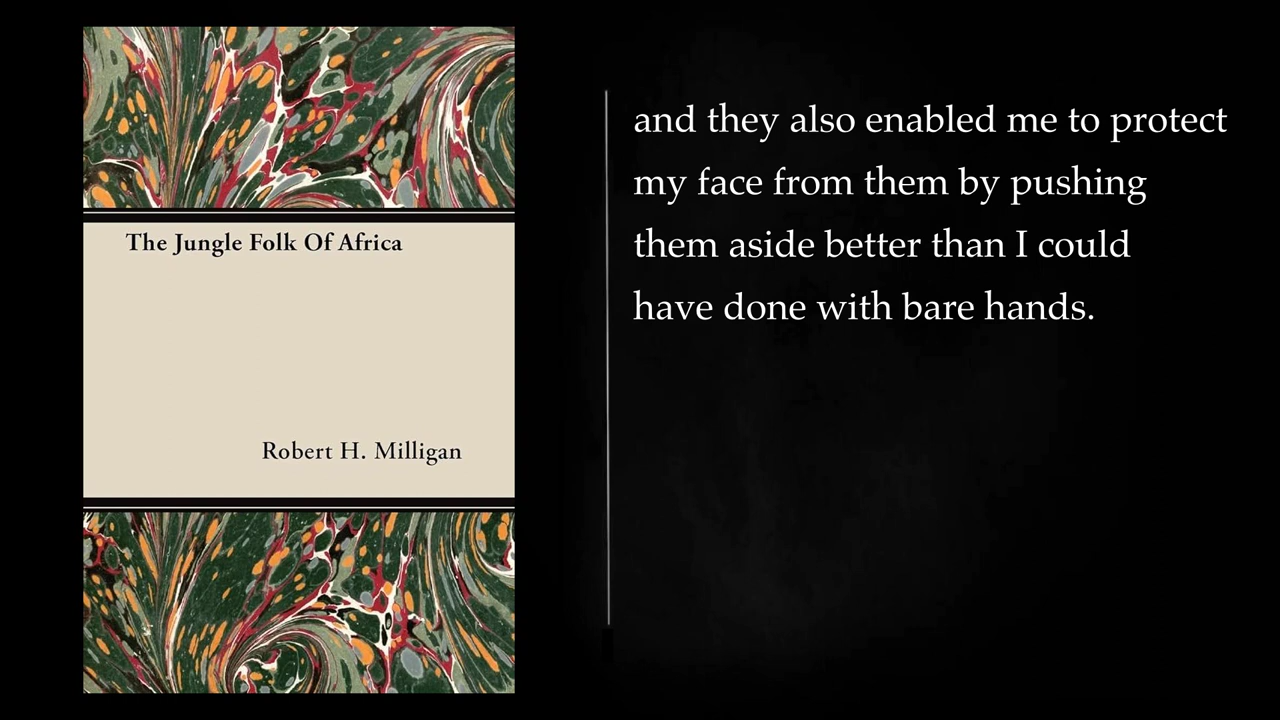 The Jungle Folk Of Africa
Robert H. Milligan
and they also enabled me to protect
my face from them by pushing
them aside better than I could
have done with bare hands.